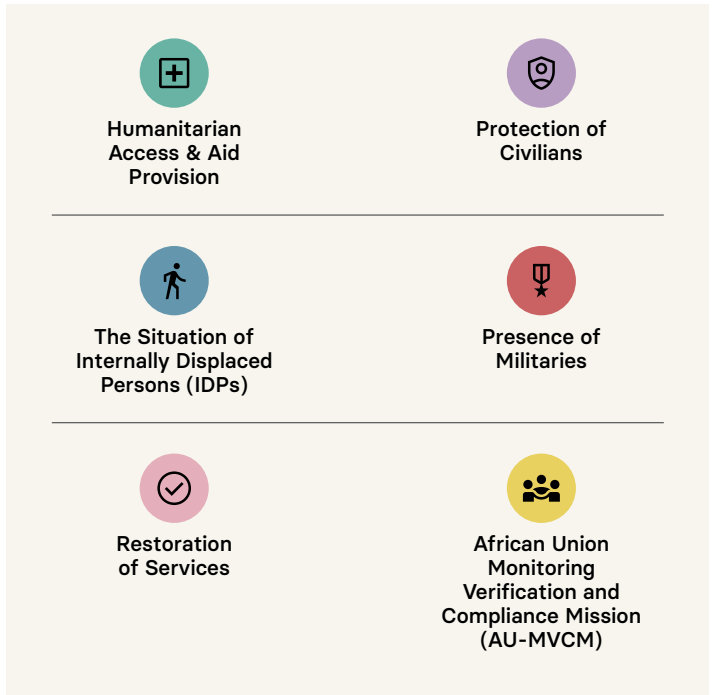 Humanitarian
Access & Aid
Provision
Protection of
Civilians
The Situation of
Internally Displaced
Persons (IDPs)
Presence of
Militaries
Restoration
of Services
African Union
Monitoring
Verification and
Compliance Mission
(AU-MVCM)